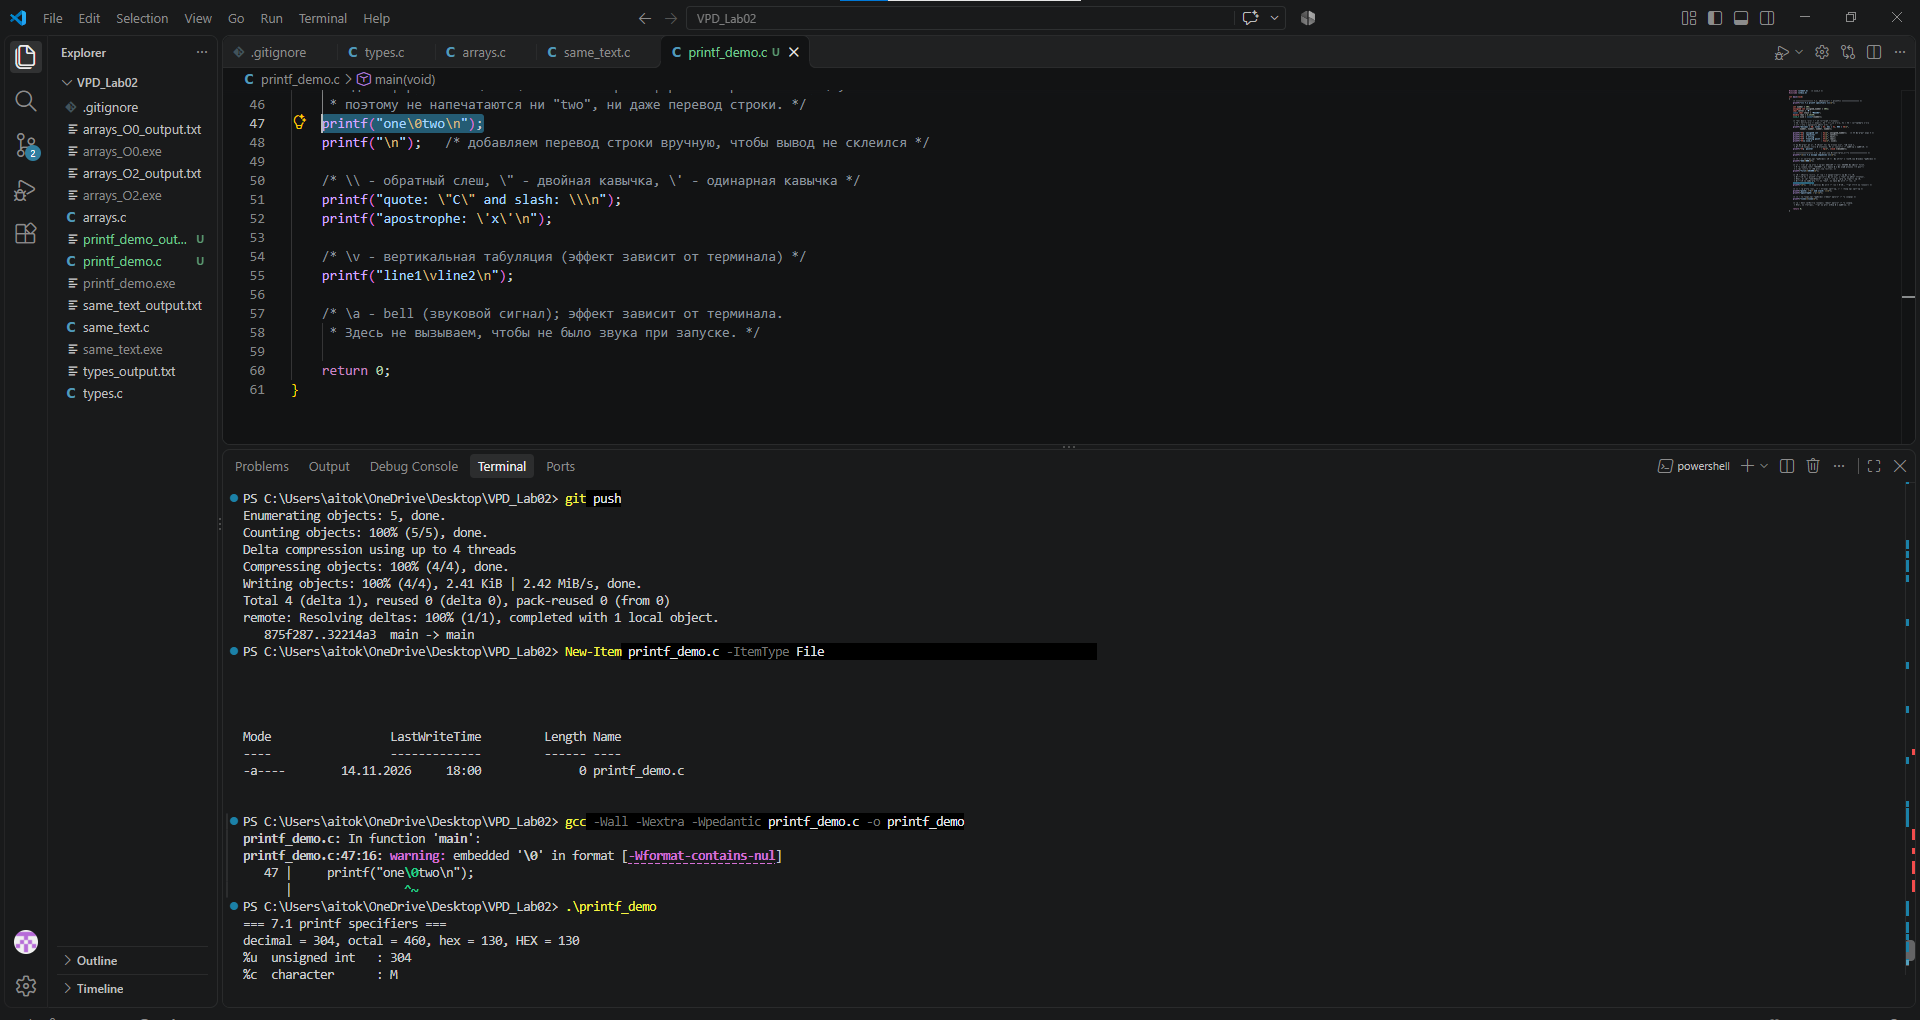 File Edit Selection View Go Run Terminal Help
VPD_Lab02
Explorer
VPD_Lab02
.gitignore
arrays_O0_output.txt
arrays_O0.exe
arrays_O2_output.txt
arrays_O2.exe
arrays.c
printf_demo_out... U
printf_demo.c U
printf_demo.exe
same_text_output.txt
same_text.c
same_text.exe
types_output.txt
types.c
Outline
Timeline
2
.gitignore C types.c C arrays.c C same_text.c C printf_demo.c U
C printf_demo.c > main(void)
46 * поэтому не напечатаются ни "two", ни даже перевод строки. */
47 printf("one\0two\n");
48 printf("\n"); /* добавляем перевод строки вручную, чтобы вывод не склеился */
49
50 /* \\ - обратный слеш, \" - двойная кавычка, \' - одинарная кавычка */
51 printf("quote: \"C\" and slash: \\\n");
52 printf("apostrophe: \'x\'\n");
53
54 /* \v - вертикальная табуляция (эффект зависит от терминала) */
55 printf("line1\vline2\n");
56
57 /* \a - bell (звуковой сигнал); эффект зависит от терминала.
58 * Здесь не вызываем, чтобы не было звука при запуске. */
59
60 return 0;
61 }
Problems Output Debug Console Terminal Ports
powershell
PS C:\Users\aitok\OneDrive\Desktop\VPD_Lab02> git push
Enumerating objects: 5, done.
Counting objects: 100% (5/5), done.
Delta compression using up to 4 threads
Compressing objects: 100% (4/4), done.
Writing objects: 100% (4/4), 2.41 KiB | 2.42 MiB/s, done.
Total 4 (delta 1), reused 0 (delta 0), pack-reused 0 (from 0)
remote: Resolving deltas: 100% (1/1), completed with 1 local object.
875f287..32214a3 main -> main
PS C:\Users\aitok\OneDrive\Desktop\VPD_Lab02> New-Item printf_demo.c -ItemType File
Mode LastWriteTime Length Name
---- ------------- ------ ----
-a---- 14.11.2026 18:00 0 printf_demo.c
PS C:\Users\aitok\OneDrive\Desktop\VPD_Lab02> gcc -Wall -Wextra -Wpedantic printf_demo.c -o printf_demo
printf_demo.c: In function 'main':
printf_demo.c:47:16: warning: embedded '\0' in format [-Wformat-contains-nul]
47 | printf("one\0two\n");
| ^~
PS C:\Users\aitok\OneDrive\Desktop\VPD_Lab02> .\printf_demo
=== 7.1 printf specifiers ===
decimal = 304, octal = 460, hex = 130, HEX = 130
%u unsigned int : 304
%c character : M